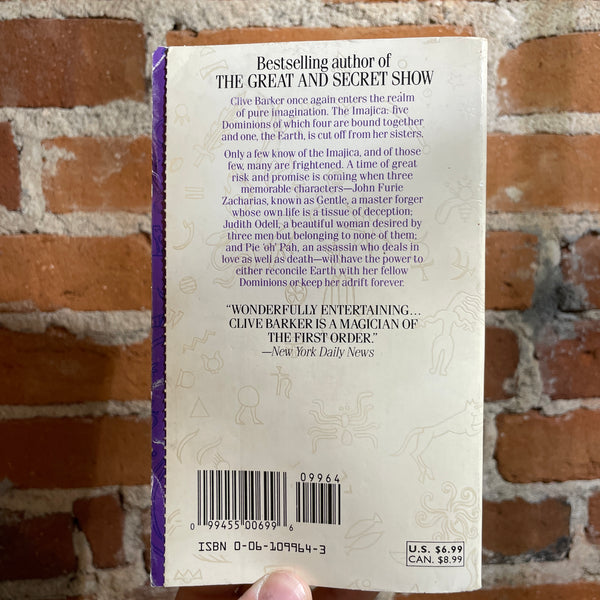 Bestselling author of
THE GREAT AND SECRET SHOW
Clive Barker once again enters the realm
of pure imagination. The Imajica: five
Dominions of which four are bound together
and one, the Earth, is cut off from her sisters.
Only a few know of the Imajica, and of those
few, many are frightened. A time of great
risk and promise is coming when three
memorable characters—John Furie
Zacharias, known as Gentle, a master forger
whose own life is a tissue of deception;
Judith Odell, a beautiful woman desired by
three men but belonging to none of them;
and Pie 'oh' Pah, an assassin who deals in
love as well as death—will have the power to
either reconcile Earth with her fellow
Dominions or keep her adrift forever.
“WONDERFULLY ENTERTAINING...
CLIVE BARKER IS A MAGICIAN OF
THE FIRST ORDER.”
—New York Daily News
09964
0 99455 00699 6
ISBN 0-06-109964-3
U.S. $6.99
CAN. $8.99